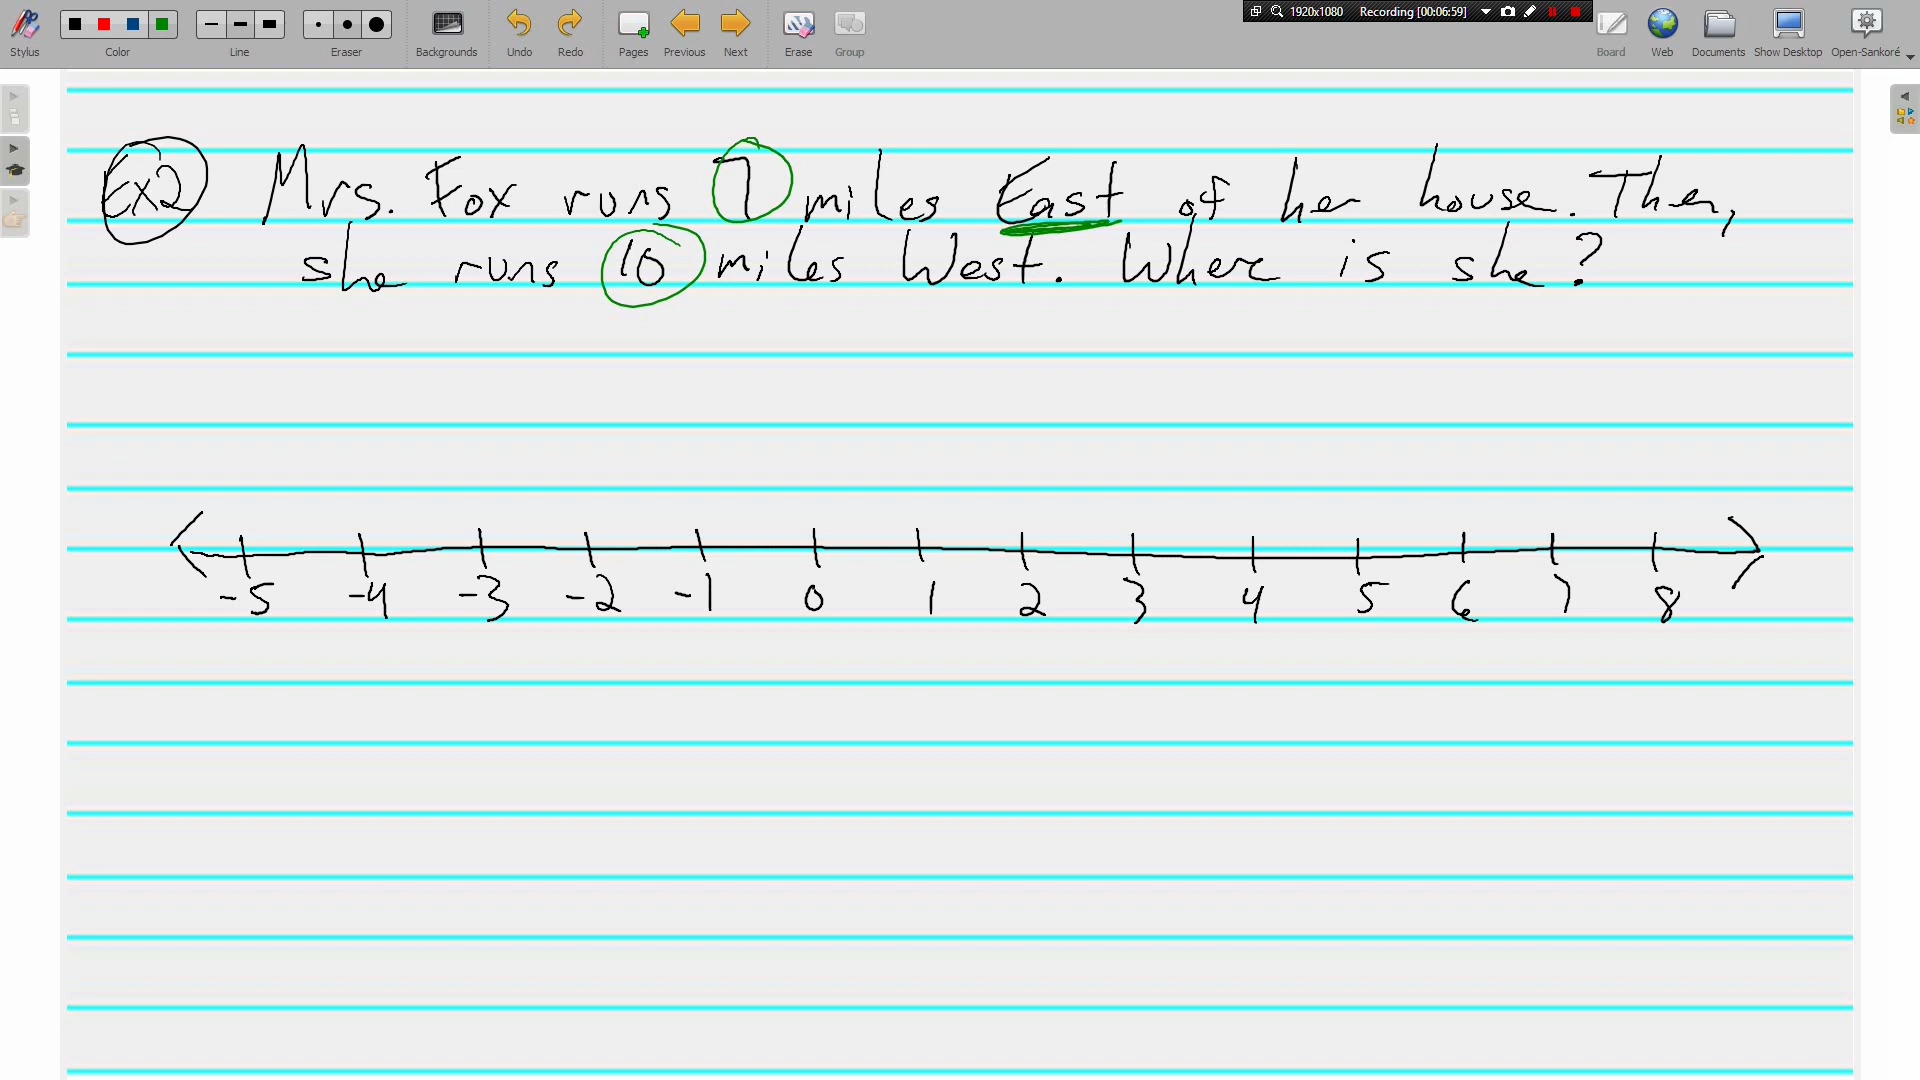 1920x1080 Recording [00:06:59]
Stylus Color Line Eraser Backgrounds Undo Redo Pages Previous Next Erase Group Board Web Documents Show Desktop Open-Sankoré
Ex2 Mrs. Fox runs 7 miles East of her house. Then,
she runs 10 miles West. Where is she?
-5 -4 -3 -2 -1 0 1 2 3 4 5 6 7 8